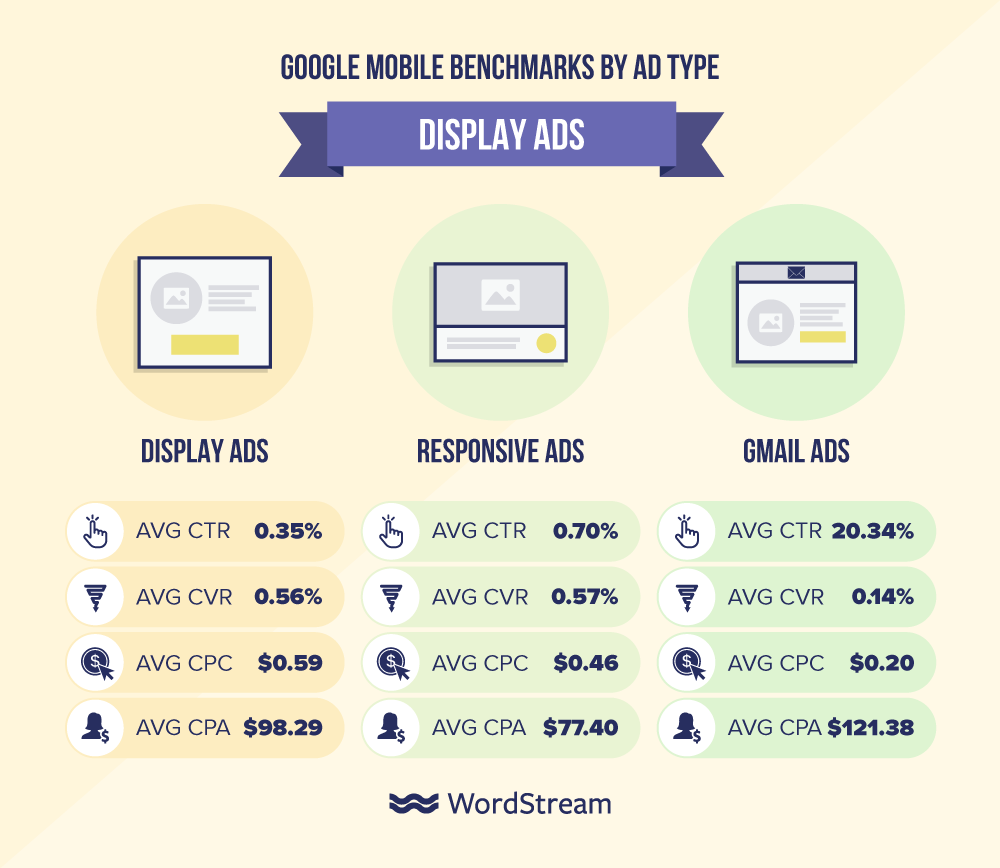 GOOGLE MOBILE BENCHMARKS BY AD TYPE
DISPLAY ADS
DISPLAY ADS
AVG CTR 0.35%
AVG CVR 0.56%
AVG CPC $0.59
AVG CPA $98.29
RESPONSIVE ADS
AVG CTR 0.70%
AVG CVR 0.57%
AVG CPC $0.46
AVG CPA $77.40
GMAIL ADS
AVG CTR 20.34%
AVG CVR 0.14%
AVG CPC $0.20
AVG CPA $121.38
WordStream